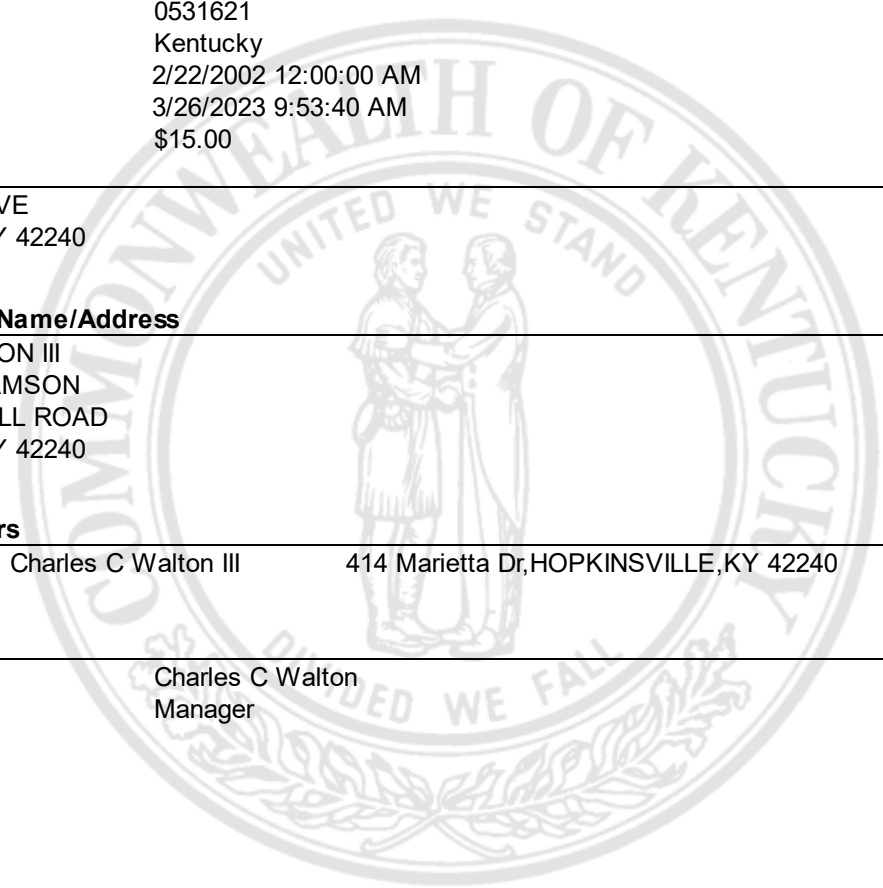 0531621
Kentucky
2/22/2002 12:00:00 AM
3/26/2023 9:53:40 AM
$15.00
VE
Y 42240
Name/Address
ON III
AMSON
LL ROAD
Y 42240
rs
Charles C Walton III 414 Marietta Dr,HOPKINSVILLE,KY 42240
Charles C Walton
Manager
COMMONWEALTH OF KENTUCKY
UNITED WE STAND
DIVIDED WE FALL